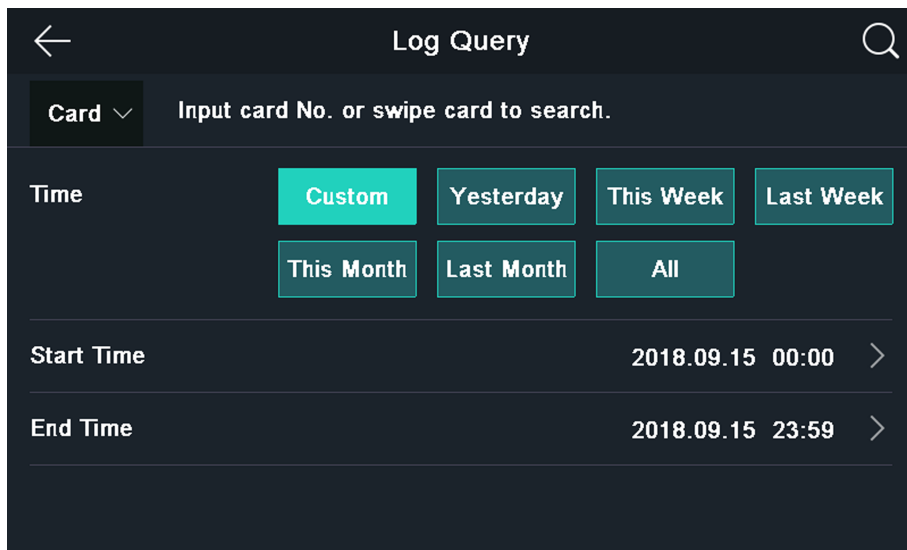 Log Query
Card Input card No. or swipe card to search.
Time Custom Yesterday This Week Last Week
This Month Last Month All
Start Time 2018.09.15 00:00
End Time 2018.09.15 23:59